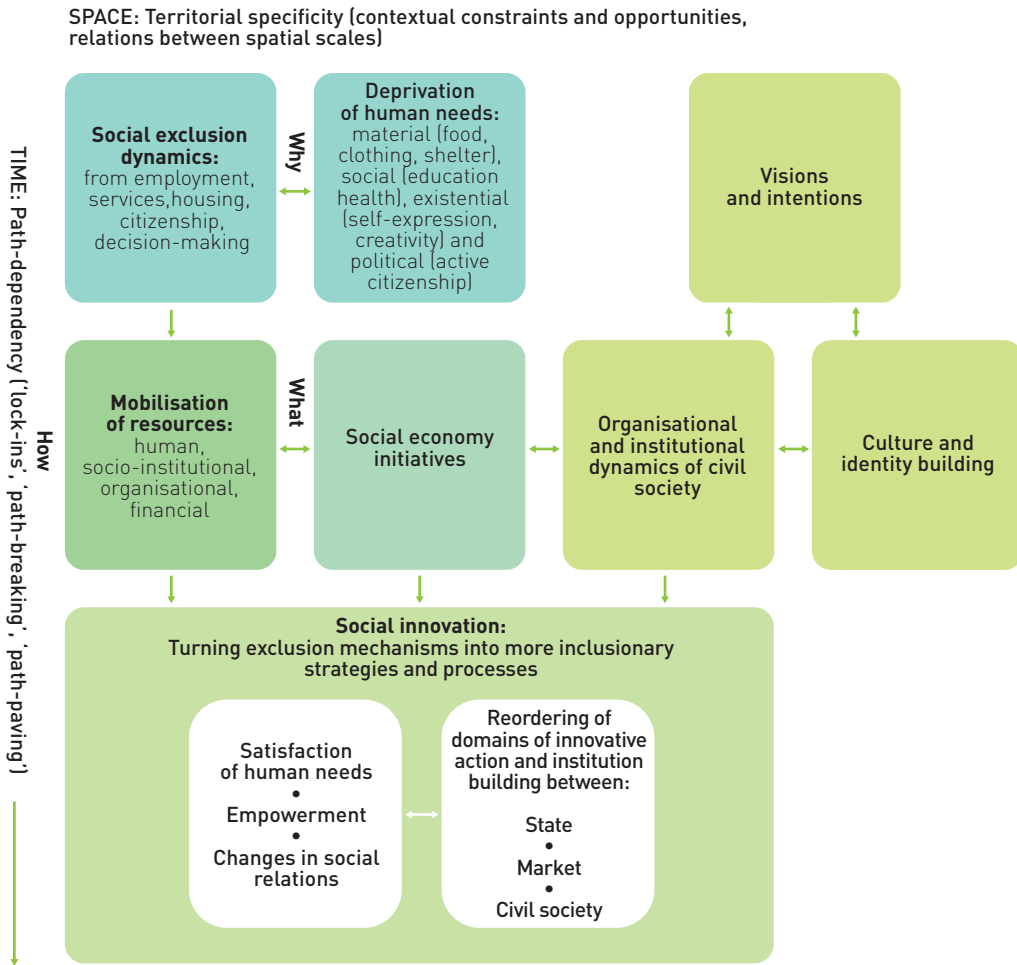 SPACE: Territorial specificity (contextual constraints and opportunities,
relations between spatial scales)
TIME: Path-dependency (‘lock-ins’, ‘path-breaking’, ‘path-paving’)
How
Social exclusion
dynamics:
from employment,
services,housing,
citizenship,
decision-making
Why
Deprivation
of human needs:
material (food,
clothing, shelter),
social (education
health), existential
(self-expression,
creativity) and
political (active
citizenship)
Visions
and intentions
Mobilisation
of resources:
human,
socio-institutional,
organisational,
financial
What
Social economy
initiatives
Organisational
and institutional
dynamics of civil
society
Culture and
identity building
Social innovation:
Turning exclusion mechanisms into more inclusionary
strategies and processes
Satisfaction
of human needs
•
Empowerment
•
Changes in social
relations
Reordering of
domains of innovative
action and institution
building between:
State
•
Market
•
Civil society